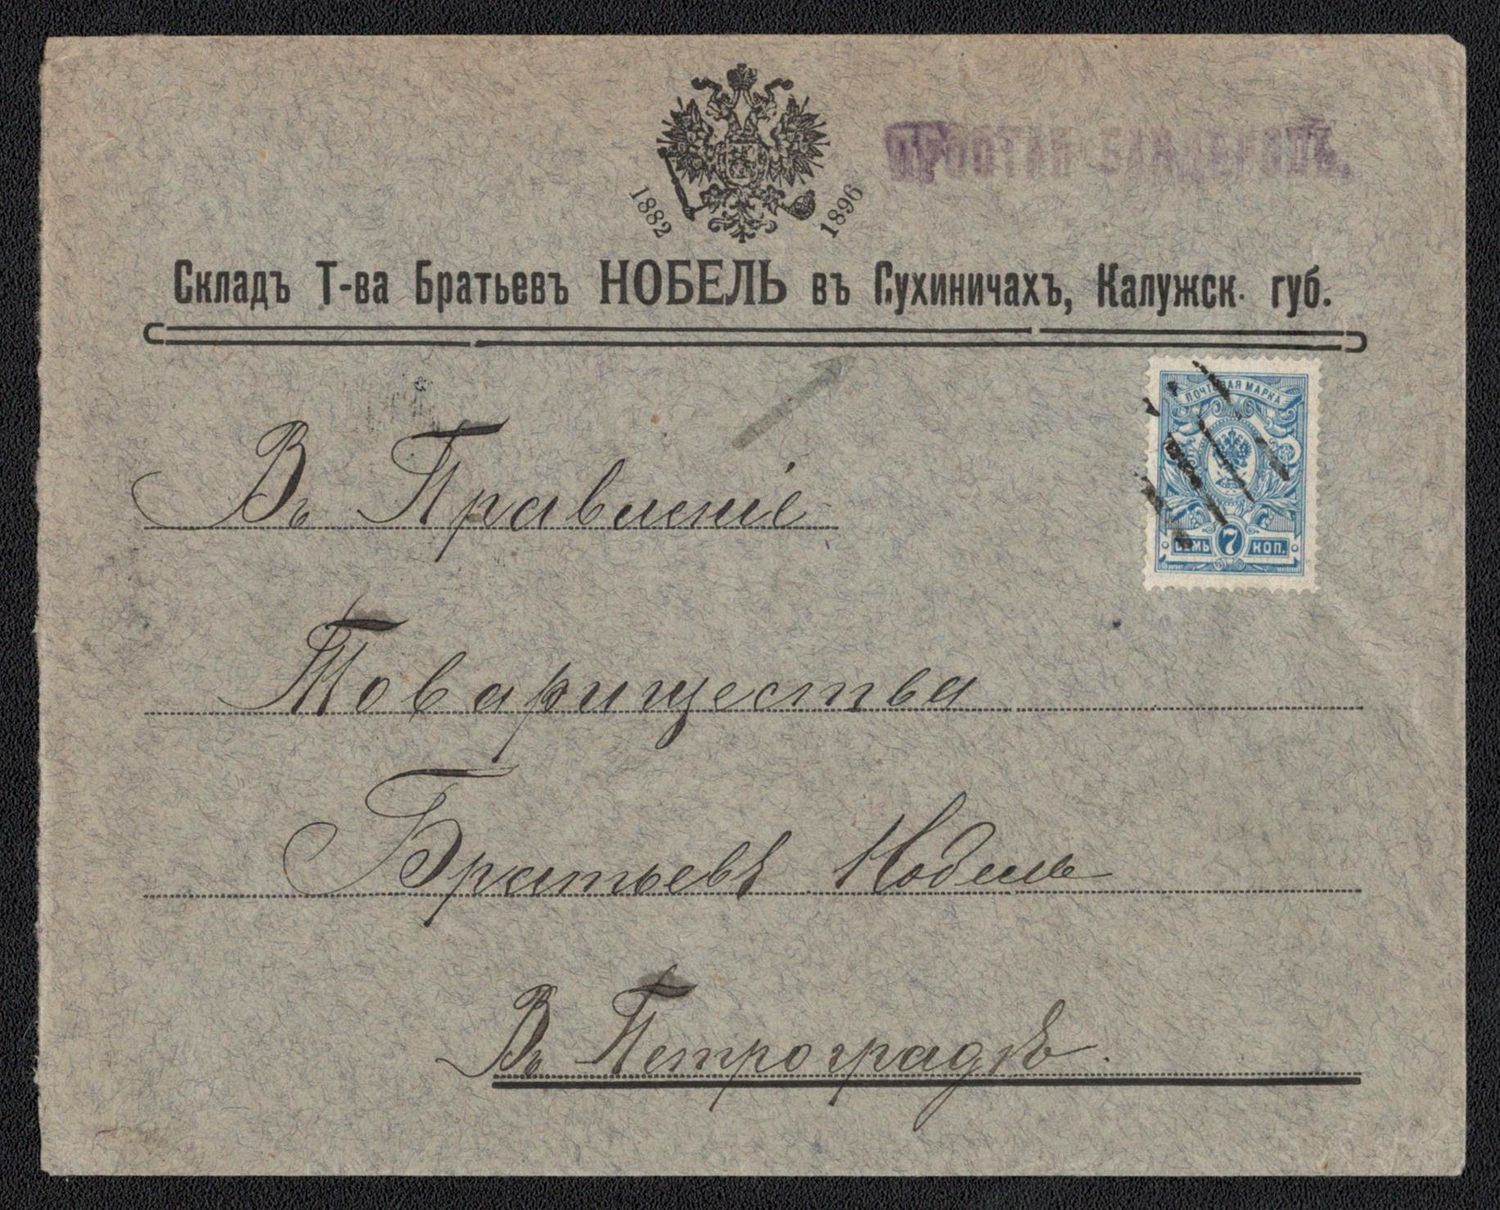 1882 1896
ПРОСТАЯ БАНДЕРОЛЬ.
Складъ Т-ва Братьевъ НОБЕЛЬ въ Сухиничахъ, Калужск. губ.
ПОЧТОВАЯ МАРКА
СЕМЬ 7 КОП.
Въ Правленіе
Товарищества
Братьевъ Нобель
Въ Петроградѣ.